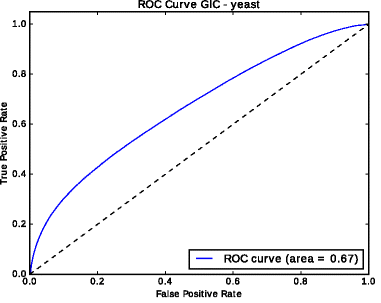 ROC Curve GIC - yeast
1.0
0.8
0.6
0.4
0.2
0.0
True Positive Rate
ROC curve (area = 0.67)
0.0 0.2 0.4 0.6 0.8 1.0
False Positive Rate